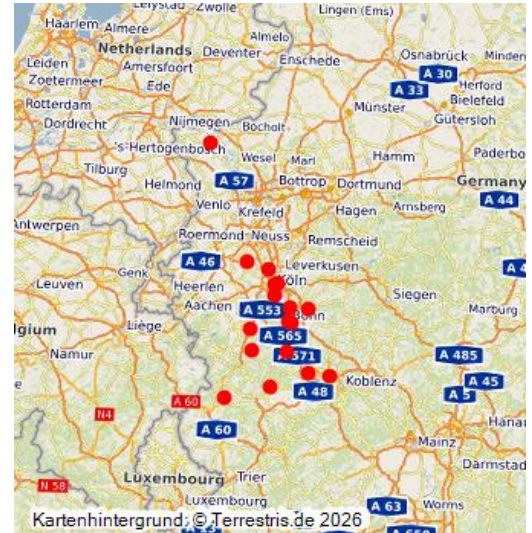 Lelystad Zwolle
Lingen (Ems)
Haarlem Almere
Almelo
Netherlands Deventer
Osnabrück Minden
Leiden Amersfoort Enschede
A 30
Zoetermeer Ede
A 33 Herford
Rotterdam Bielefeld
Münster
Dordrecht Nijmegen Gütersloh
Bocholt
's-Hertogenbosch
Wesel Marl Hamm Paderbo
Tilburg
Helmond A 57 Bottrop Dortmund Germany
Venlo Krefeld A 44
Hagen Arnsberg
Antwerpen Roermond Neuss Remscheid
A 46 Leverkusen
Genk Heerlen Köln A 4
Leuven Siegen
Aachen A 553 Bonn Marburg
lgium Liège
A 565
Namur A 571 A 485
Koblenz A 45
N4 A 60 A 48 A 5
A 60 Hanau
Mainz
Darmstad
Trier
N 58 Luxembourg
Luxembourg Worms
A 63
Kartenhintergrund: © Terrestris.de 2026